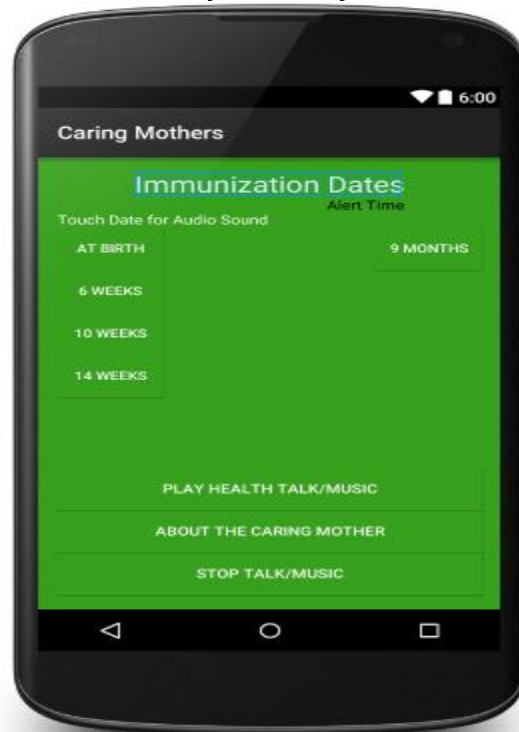 6:00
Caring Mothers
Immunization Dates
Alert Time
Touch Date for Audio Sound
AT BIRTH 9 MONTHS
6 WEEKS
10 WEEKS
14 WEEKS
PLAY HEALTH TALK/MUSIC
ABOUT THE CARING MOTHER
STOP TALK/MUSIC